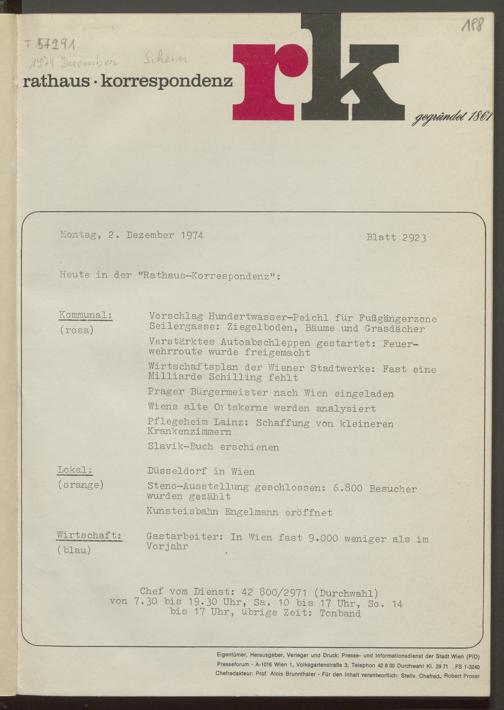 188
T 57291
1974 Dezember
rathaus · korrespondenz
rk
gegründet 1861
Montag, 2. Dezember 1974 Blatt 2923
Heute in der "Rathaus-Korrespondenz":
Kommunal: Vorschlag Hundertwasser-Peichl für Fußgängerzone
(rosa) Seilergasse: Ziegelboden, Bäume und Grasdächer
Verstärktes Autoabschleppen gestartet: Feuer-
wehrroute wurde freigemacht
Wirtschaftsplan der Wiener Stadtwerke: Fast eine
Milliarde Schilling fehlt
Prager Bürgermeister nach Wien eingeladen
Wiens alte Ortskerne werden analysiert
Pflegeheim Lainz: Schaffung von kleineren
Krankenzimmern
Slavik-Buch erschienen
Lokal: Düsseldorf in Wien
(orange) Steno-Ausstellung geschlossen: 6.800 Besucher
wurden gezählt
Kunsteisbahn Engelmann eröffnet
Wirtschaft: Gastarbeiter: In Wien fast 9.000 weniger als im
(blau) Vorjahr
Chef vom Dienst: 42 800/2971 (Durchwahl)
von 7.30 bis 19.30 Uhr, Sa. 10 bis 17 Uhr, So. 14
bis 17 Uhr, übrige Zeit: Tonband
Eigentümer, Herausgeber, Verleger und Druck: Presse- und Informationsdienst der Stadt Wien (PID)
Presseforum - A-1016 Wien 1, Volksgartenstraße 3, Telephon 42 8 00 Durchwahl Kl. 29 71 FS 1-3240
Chefredakteur: Prof. Alois Brunnthaler - Für den Inhalt verantwortlich: Stellv. Chefred. Robert Prosel